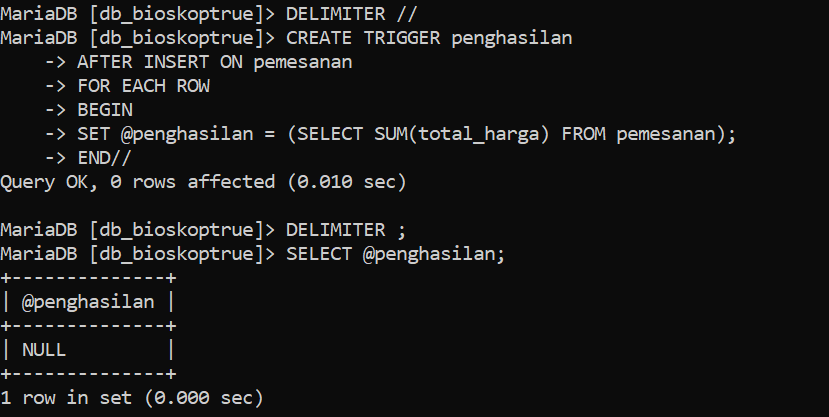 MariaDB [db_bioskoptrue]> DELIMITER //
MariaDB [db_bioskoptrue]> CREATE TRIGGER penghasilan
    -> AFTER INSERT ON pemesanan
    -> FOR EACH ROW
    -> BEGIN
    -> SET @penghasilan = (SELECT SUM(total_harga) FROM pemesanan);
    -> END//
Query OK, 0 rows affected (0.010 sec)

MariaDB [db_bioskoptrue]> DELIMITER ;
MariaDB [db_bioskoptrue]> SELECT @penghasilan;
+--------------+
| @penghasilan |
+--------------+
| NULL         |
+--------------+
1 row in set (0.000 sec)